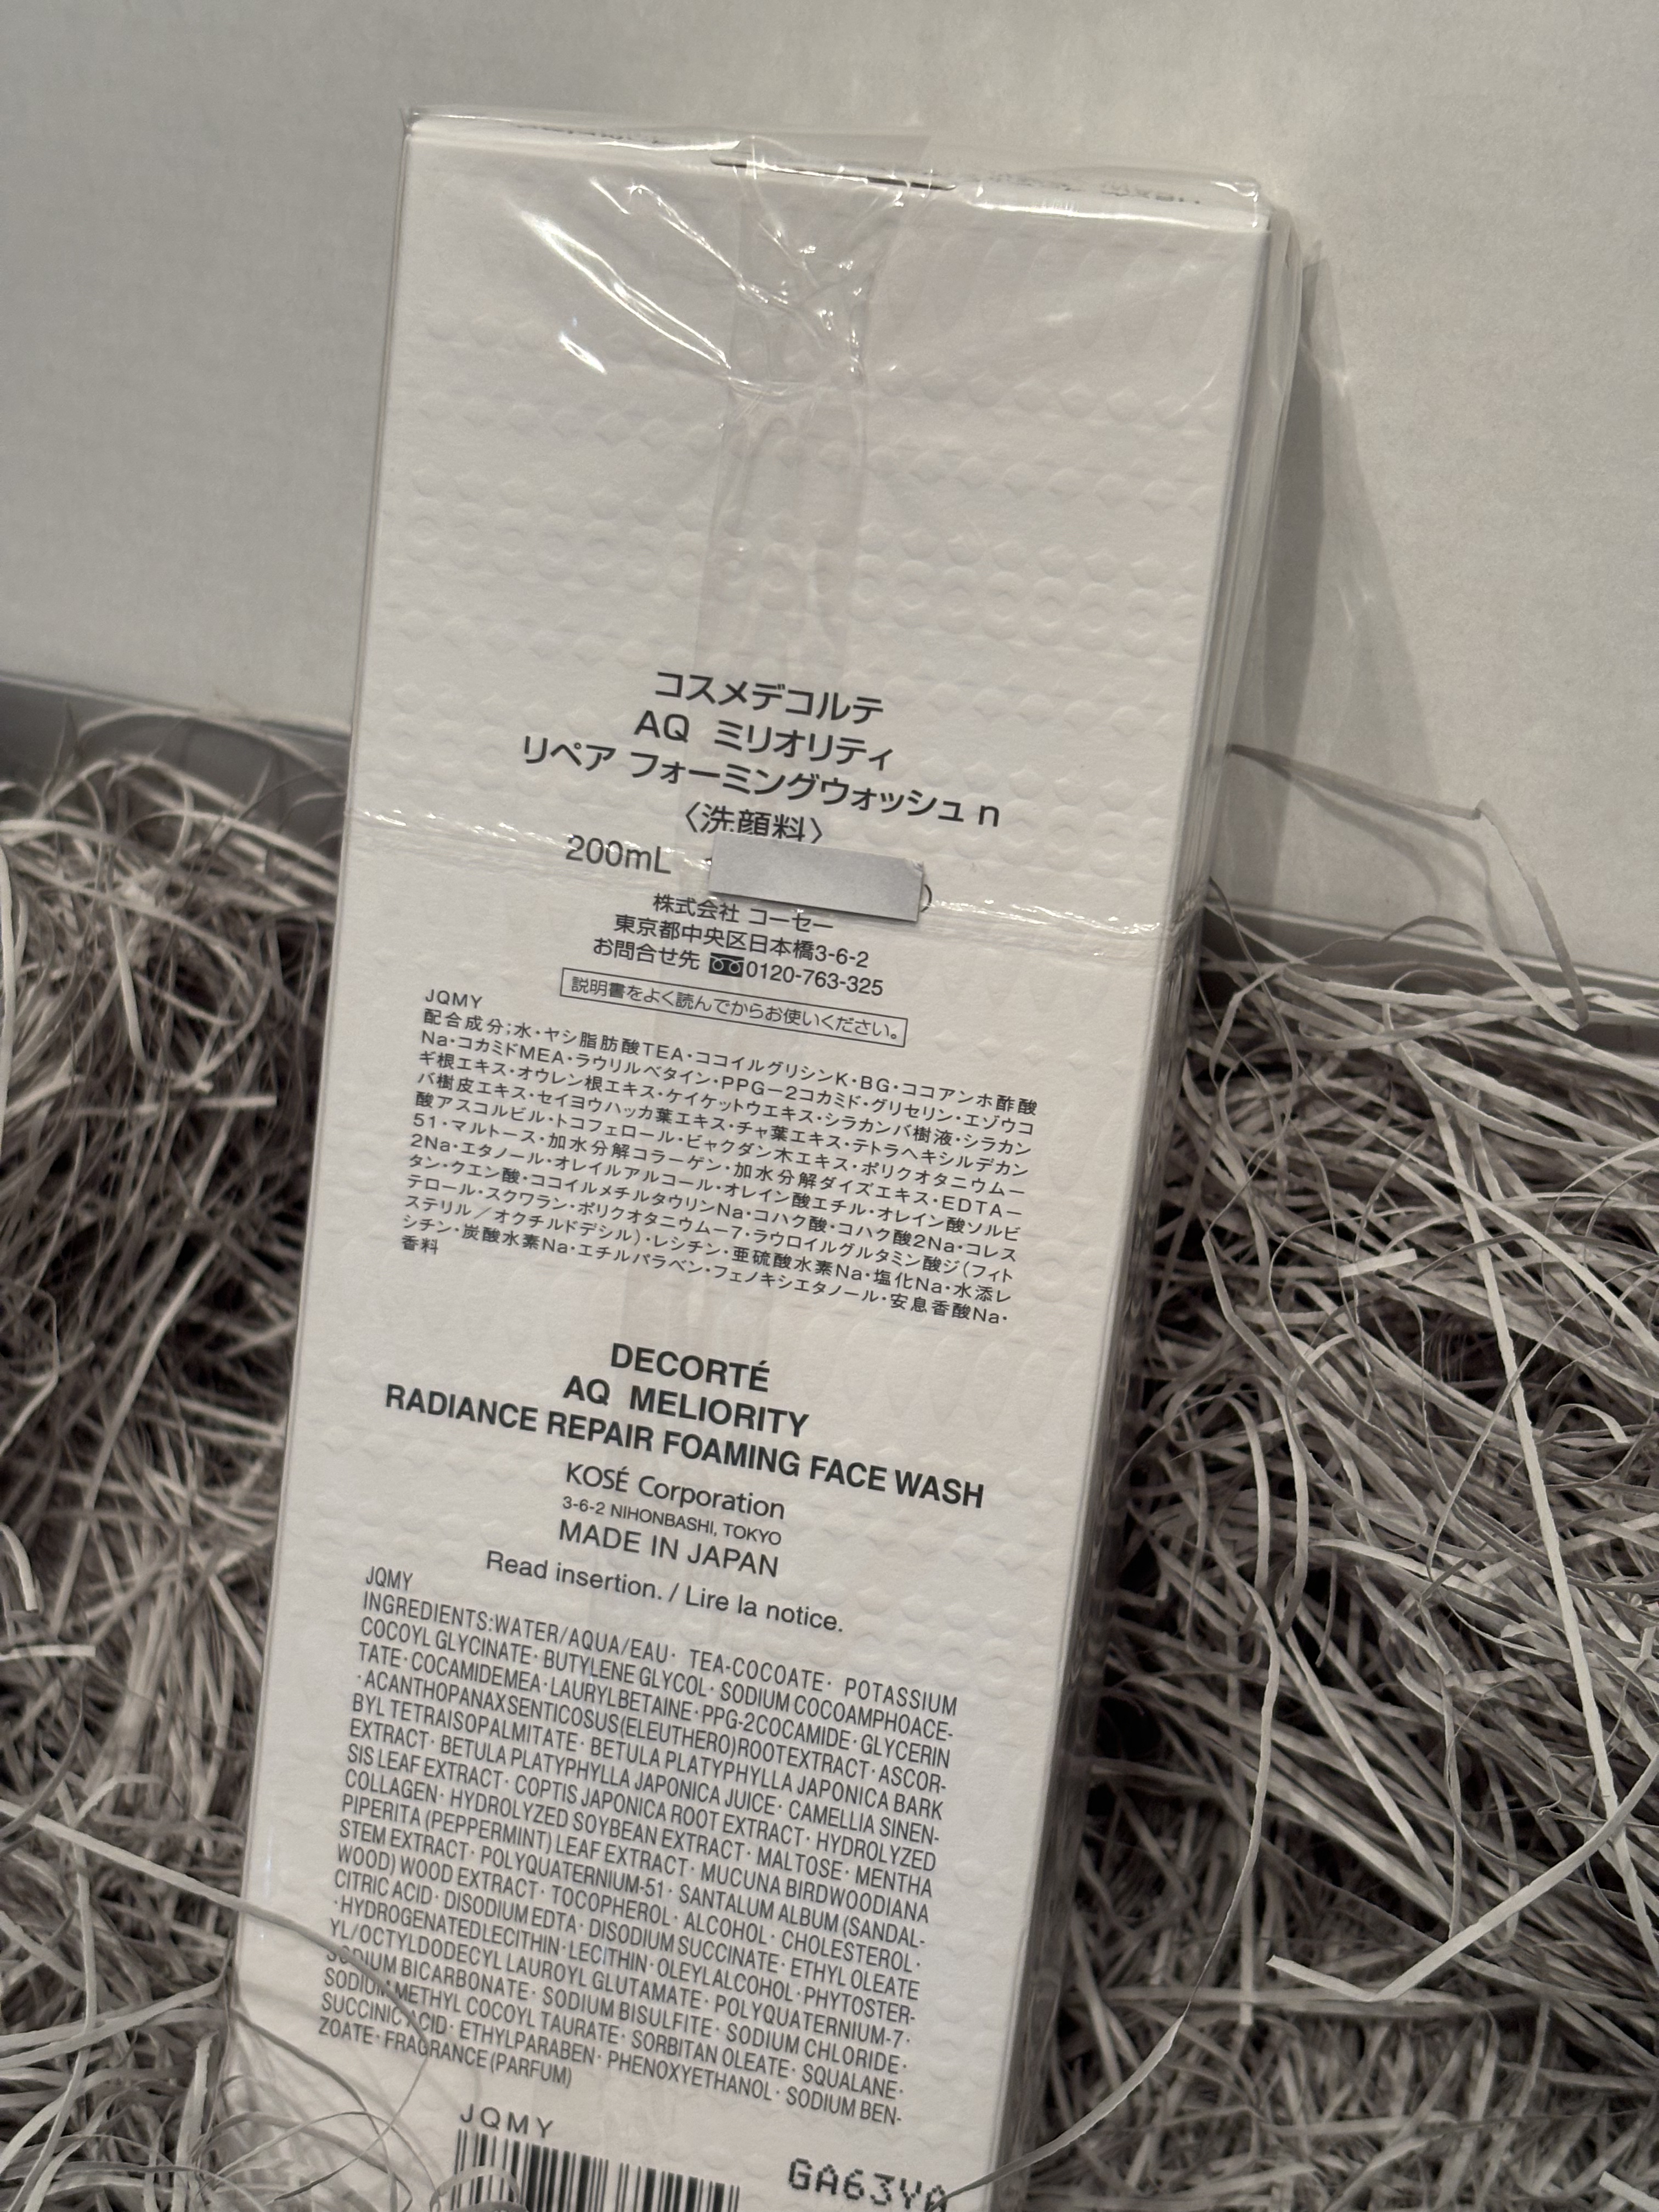 コスメデコルテ
AQ ミリオリティ
リペア フォーミングウォッシュ n
〈洗顔料〉
200mL
株式会社 コーセー
東京都中央区日本橋3-6-2
お問合せ先 0120-763-325
説明書をよく読んでからお使いください。
JQMY
配合成分;水・ヤシ脂肪酸TEA・ココイルグリシンK・BG・ココアンホ酢酸
Na・コカミドMEA・ラウリルベタイン・PPG-2コカミド・グリセリン・エゾウコ
ギ根エキス・オウレン根エキス・ケイケットウエキス・シラカンバ樹液・シラカン
バ樹皮エキス・セイヨウハッカ葉エキス・チャ葉エキス・テトラヘキシルデカン
酸アスコルビル・トコフェロール・ビャクダン木エキス・ポリクオタニウム-
51・マルトース・加水分解コラーゲン・加水分解ダイズエキス・EDTA-
2Na・エタノール・オレイルアルコール・オレイン酸エチル・オレイン酸ソルビ
タン・クエン酸・ココイルメチルタウリンNa・コハク酸・コハク酸2Na・コレス
テロール・スクワラン・ポリクオタニウム-7・ラウロイルグルタミン酸ジ(フィト
ステリル/オクチルドデシル)・レシチン・亜硫酸水素Na・塩化Na・水添レ
シチン・炭酸水素Na・エチルパラベン・フェノキシエタノール・安息香酸Na・
香料
DECORTÉ
AQ MELIORITY
RADIANCE REPAIR FOAMING FACE WASH
KOSÉ Corporation
3-6-2 NIHONBASHI, TOKYO
MADE IN JAPAN
Read insertion. / Lire la notice.
JQMY
INGREDIENTS:WATER/AQUA/EAU· TEA-COCOATE· POTASSIUM
COCOYL GLYCINATE· BUTYLENE GLYCOL· SODIUM COCOAMPHOACE-
TATE· COCAMIDEMEA· LAURYLBETAINE· PPG-2COCAMIDE· GLYCERIN
·ACANTHOPANAXSENTICOSUS(ELEUTHERO)ROOTEXTRACT· ASCOR-
BYL TETRAISOPALMITATE· BETULA PLATYPHYLLA JAPONICA BARK
EXTRACT· BETULA PLATYPHYLLA JAPONICA JUICE· CAMELLIA SINEN-
SIS LEAF EXTRACT· COPTIS JAPONICA ROOT EXTRACT· HYDROLYZED
COLLAGEN· HYDROLYZED SOYBEAN EXTRACT· MALTOSE· MENTHA
PIPERITA (PEPPERMINT) LEAF EXTRACT· MUCUNA BIRDWOODIANA
STEM EXTRACT· POLYQUATERNIUM-51· SANTALUM ALBUM (SANDAL-
WOOD) WOOD EXTRACT· TOCOPHEROL· ALCOHOL· CHOLESTEROL·
CITRIC ACID· DISODIUM EDTA· DISODIUM SUCCINATE· ETHYL OLEATE
·HYDROGENATEDLECITHIN· LECITHIN· OLEYLALCOHOL· PHYTOSTER-
YL/OCTYLDODECYL LAUROYL GLUTAMATE· POLYQUATERNIUM-7·
SODIUM BICARBONATE· SODIUM BISULFITE· SODIUM CHLORIDE·
SODIUM METHYL COCOYL TAURATE· SORBITAN OLEATE· SQUALANE·
SUCCINIC ACID· ETHYLPARABEN· PHENOXYETHANOL· SODIUM BEN-
ZOATE· FRAGRANCE (PARFUM)
JQMY